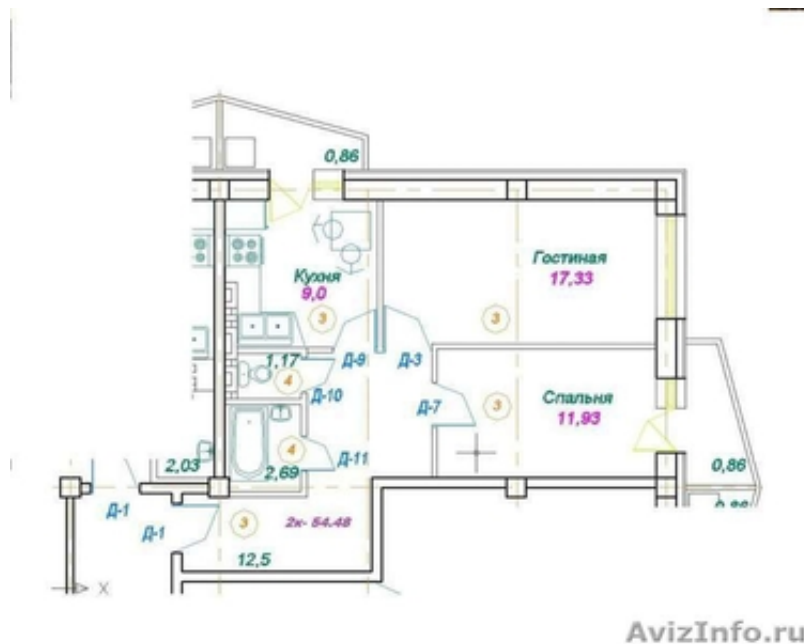 0,86
Гостиная
17,33
Кухня
9,0
3
3
1,17
4
Д-9
Д-3
Д-10
Д-7
3
Спальня
11,93
2,03
2,69
4
Д-11
0,86
0,86
Д-1
Д-1
3
2к- 54.48
12,5
X
AvizInfo.ru